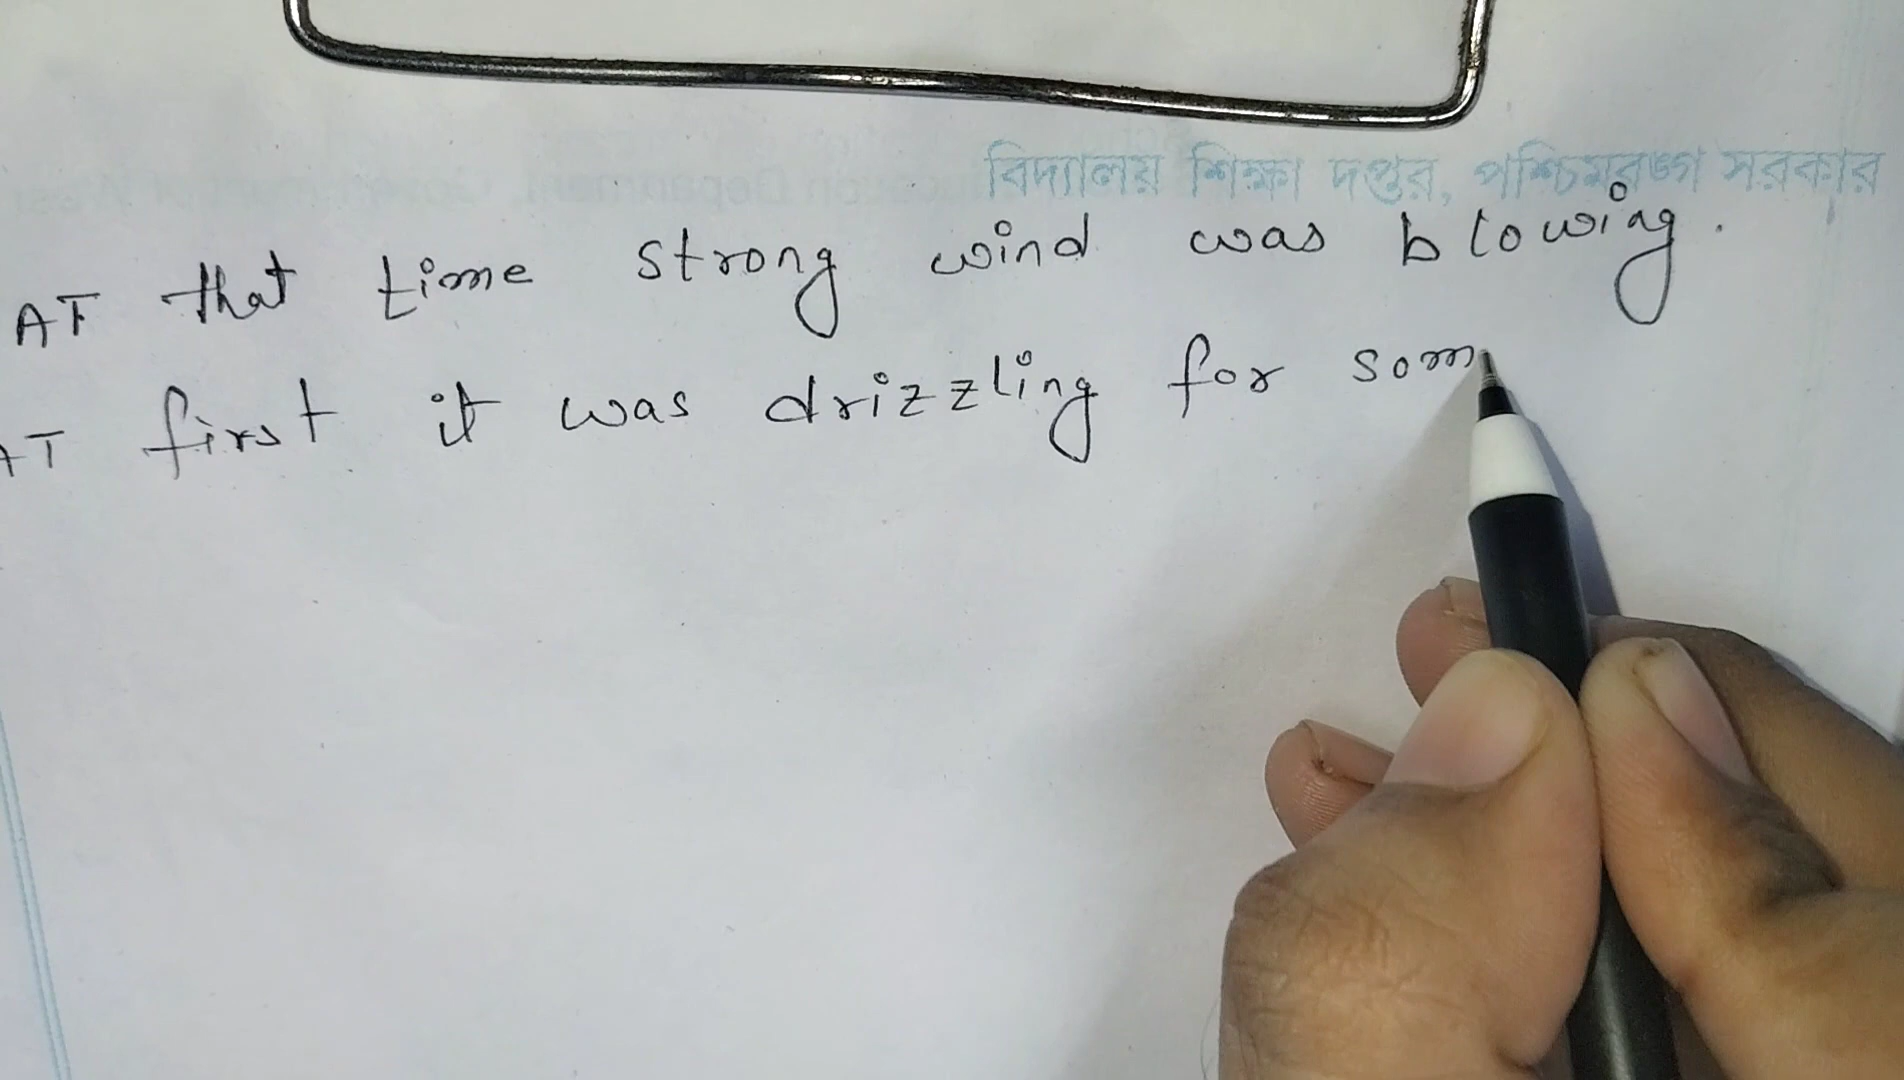 বিদ্যালয় শিক্ষা দপ্তর, পশ্চিমবঙ্গ সরকার
AT that time strong wind was blowing.
AT first it was drizzling for som